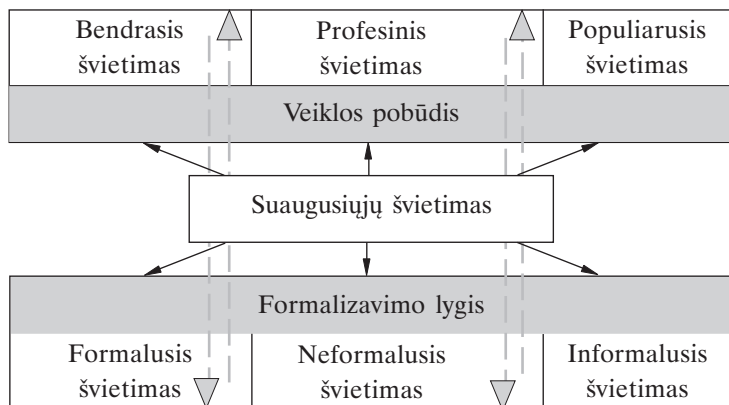 Bendrasis
švietimas
Profesinis
švietimas
Populiarusis
švietimas
Veiklos pobūdis
Suaugusiųjų švietimas
Formalizavimo lygis
Formalusis
švietimas
Neformalusis
švietimas
Informalusis
švietimas